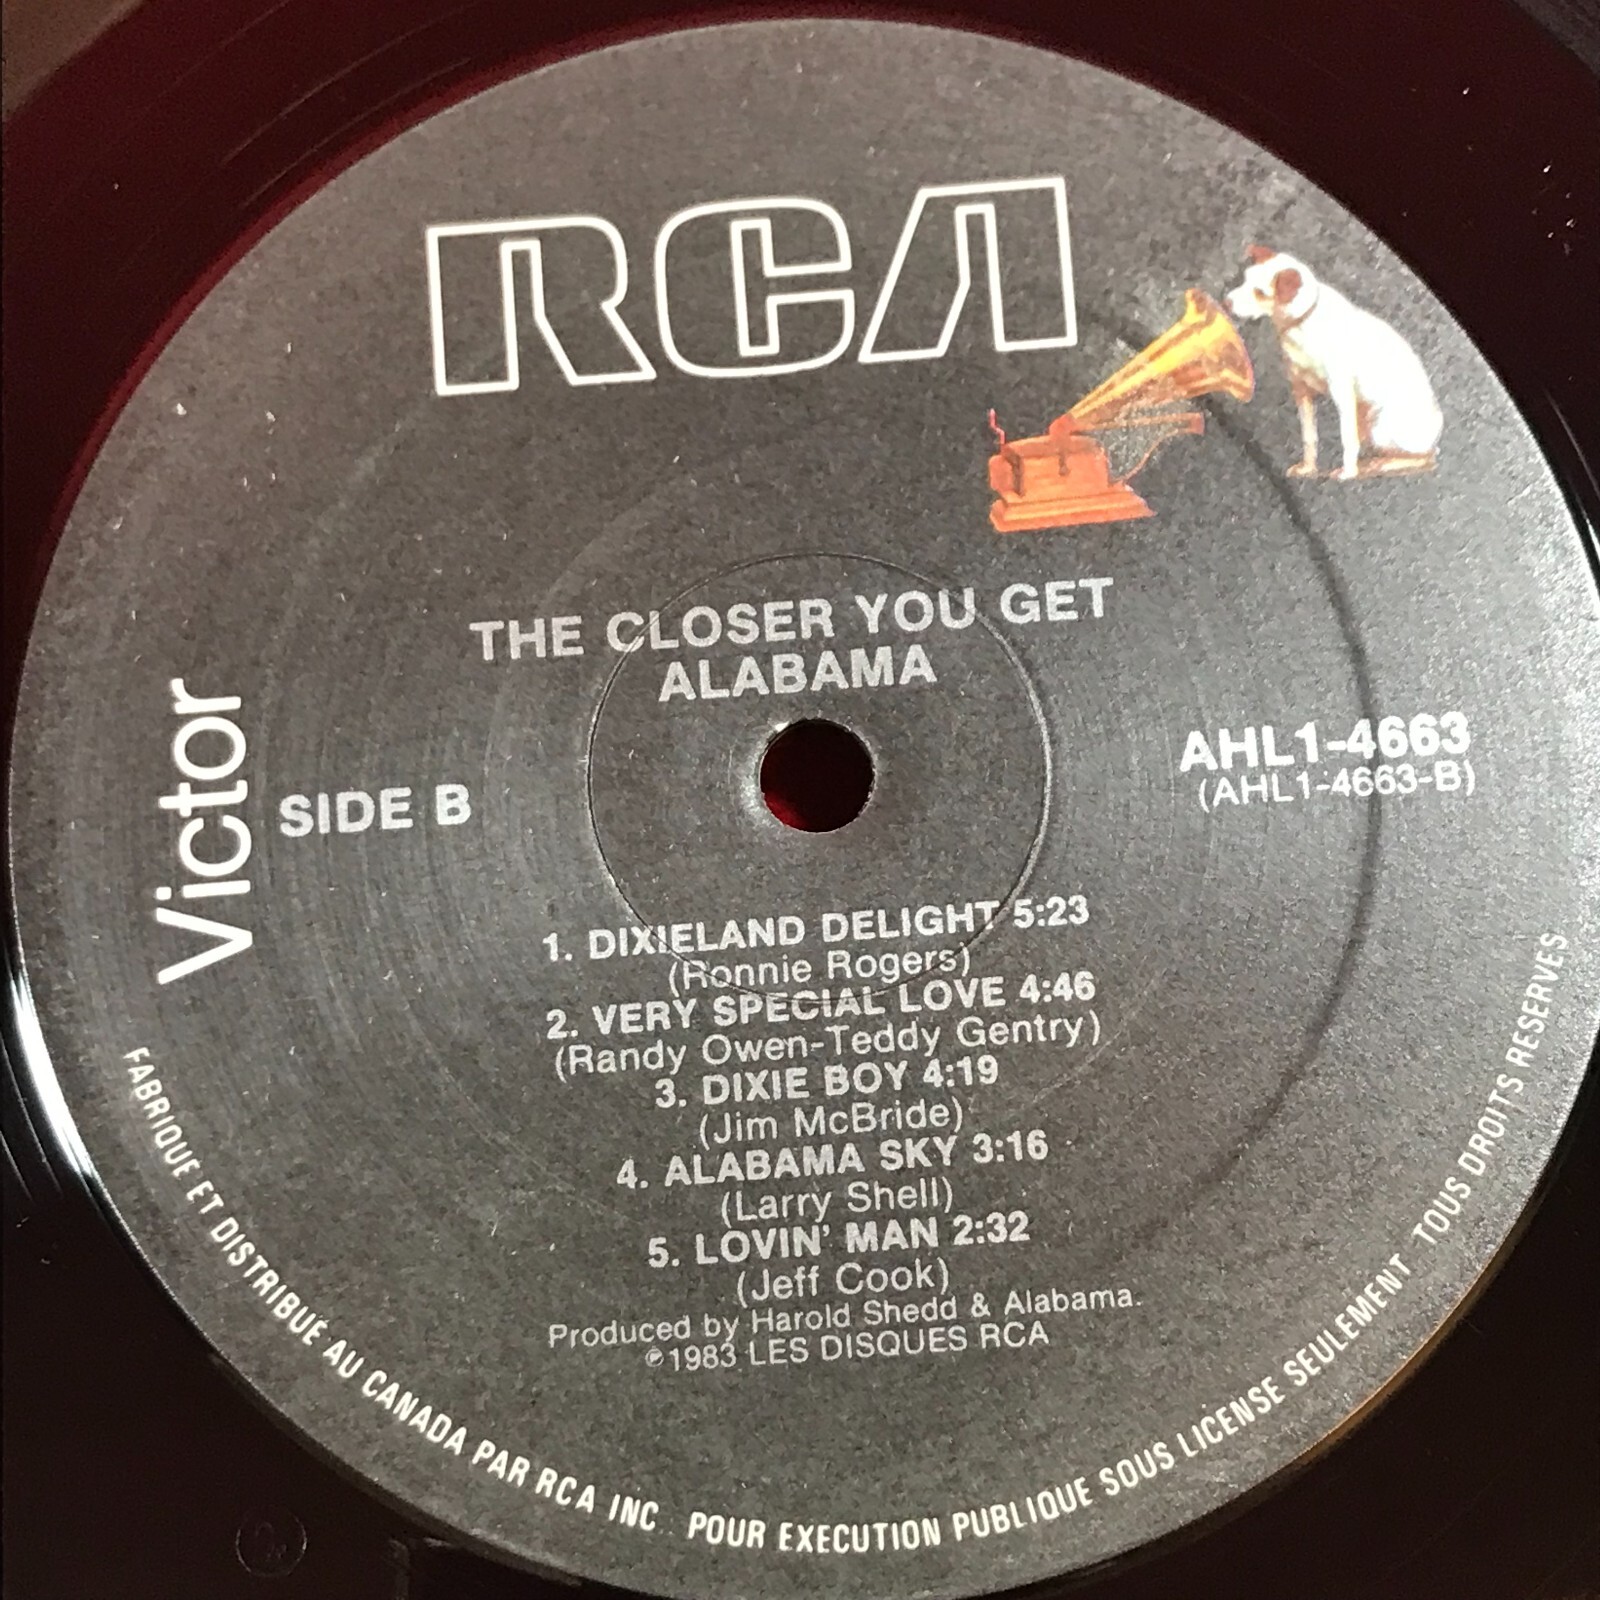 RCA
Victor
THE CLOSER YOU GET
ALABAMA
SIDE B
AHL1-4663
(AHL1-4663-B)
1. DIXIELAND DELIGHT 5:23
(Ronnie Rogers)
2. VERY SPECIAL LOVE 4:46
(Randy Owen-Teddy Gentry)
3. DIXIE BOY 4:19
(Jim McBride)
4. ALABAMA SKY 3:16
(Larry Shell)
5. LOVIN' MAN 2:32
(Jeff Cook)
Produced by Harold Shedd & Alabama.
℗1983 LES DISQUES RCA
FABRIQUE ET DISTRIBUÉ AU CANADA PAR RCA INC. POUR EXECUTION PUBLIQUE SOUS LICENSE SEULEMENT. TOUS DROITS RESERVES